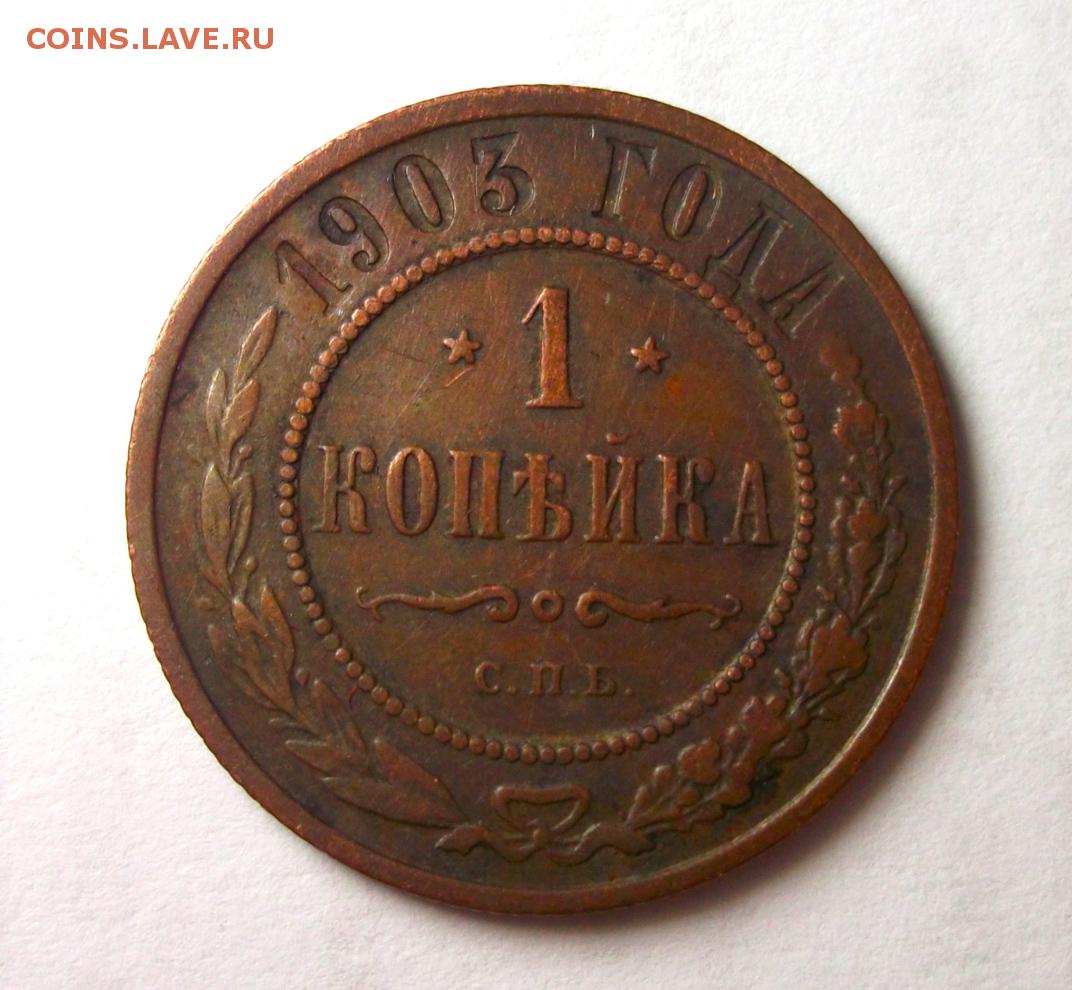 COINS.LAVE.RU
1903 ГОДА
1
КОПѢЙКА
С.П.Б.